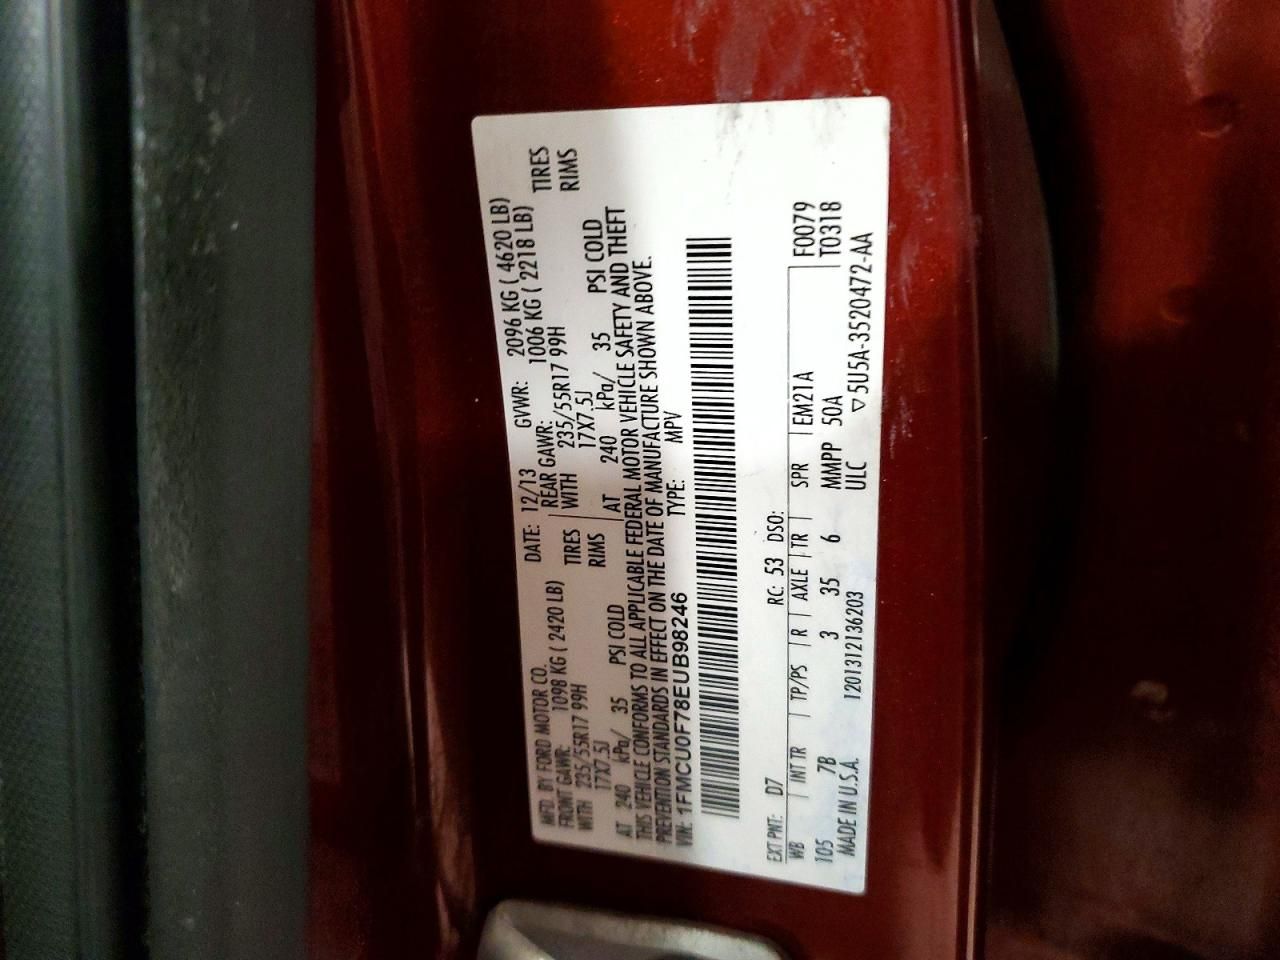 MFD. BY FORD MOTOR CO. DATE: 12/13 GVWR: 2096 KG ( 4620 LB)
FRONT GAWR: 1098 KG ( 2420 LB) REAR GAWR: 1006 KG ( 2218 LB)
WITH 235/55R17 99H TIRES WITH 235/55R17 99H TIRES
17X7.5J RIMS 17X7.5J RIMS
AT 240 kPa/ 35 PSI COLD AT 240 kPa/ 35 PSI COLD
THIS VEHICLE CONFORMS TO ALL APPLICABLE FEDERAL MOTOR VEHICLE SAFETY AND THEFT
PREVENTION STANDARDS IN EFFECT ON THE DATE OF MANUFACTURE SHOWN ABOVE.
VIN: 1FMCU0F78EUB98246 TYPE: MPV
EXT PNT: D7 RC: 53 DSO:
WB INT TR TP/PS R AXLE TR SPR EM21A F0079
105 7B 3 35 6 MMPP 50A T0318
MADE IN U.S.A. 12013121362​03 ULC ▽5U5A-3520472-AA